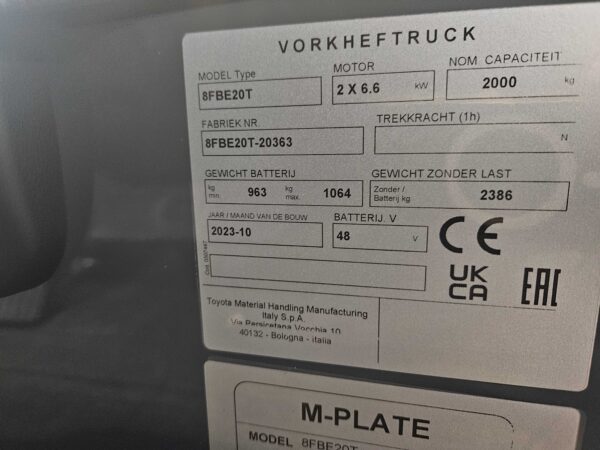 VORKHEFTRUCK
MODEL Type
8FBE20T
MOTOR
2 X 6.6 kW
NOM CAPACITEIT
2000 kg
FABRIEK NR.
8FBE20T-20363
TREKKRACHT (1h)
N
GEWICHT BATTERIJ
kg min. 963 kg max. 1064
GEWICHT ZONDER LAST
Zonder / Batterij kg 2386
JAAR / MAAND VAN DE BOUW
2023-10
BATTERIJ. V
48 V
CE
UK
CA
EAC
Toyota Material Handling Manufacturing
Italy S.p.A.
Via Persicetana Vecchia 10
40132 - Bologna - italia
M-PLATE
MODEL 8FBE20T